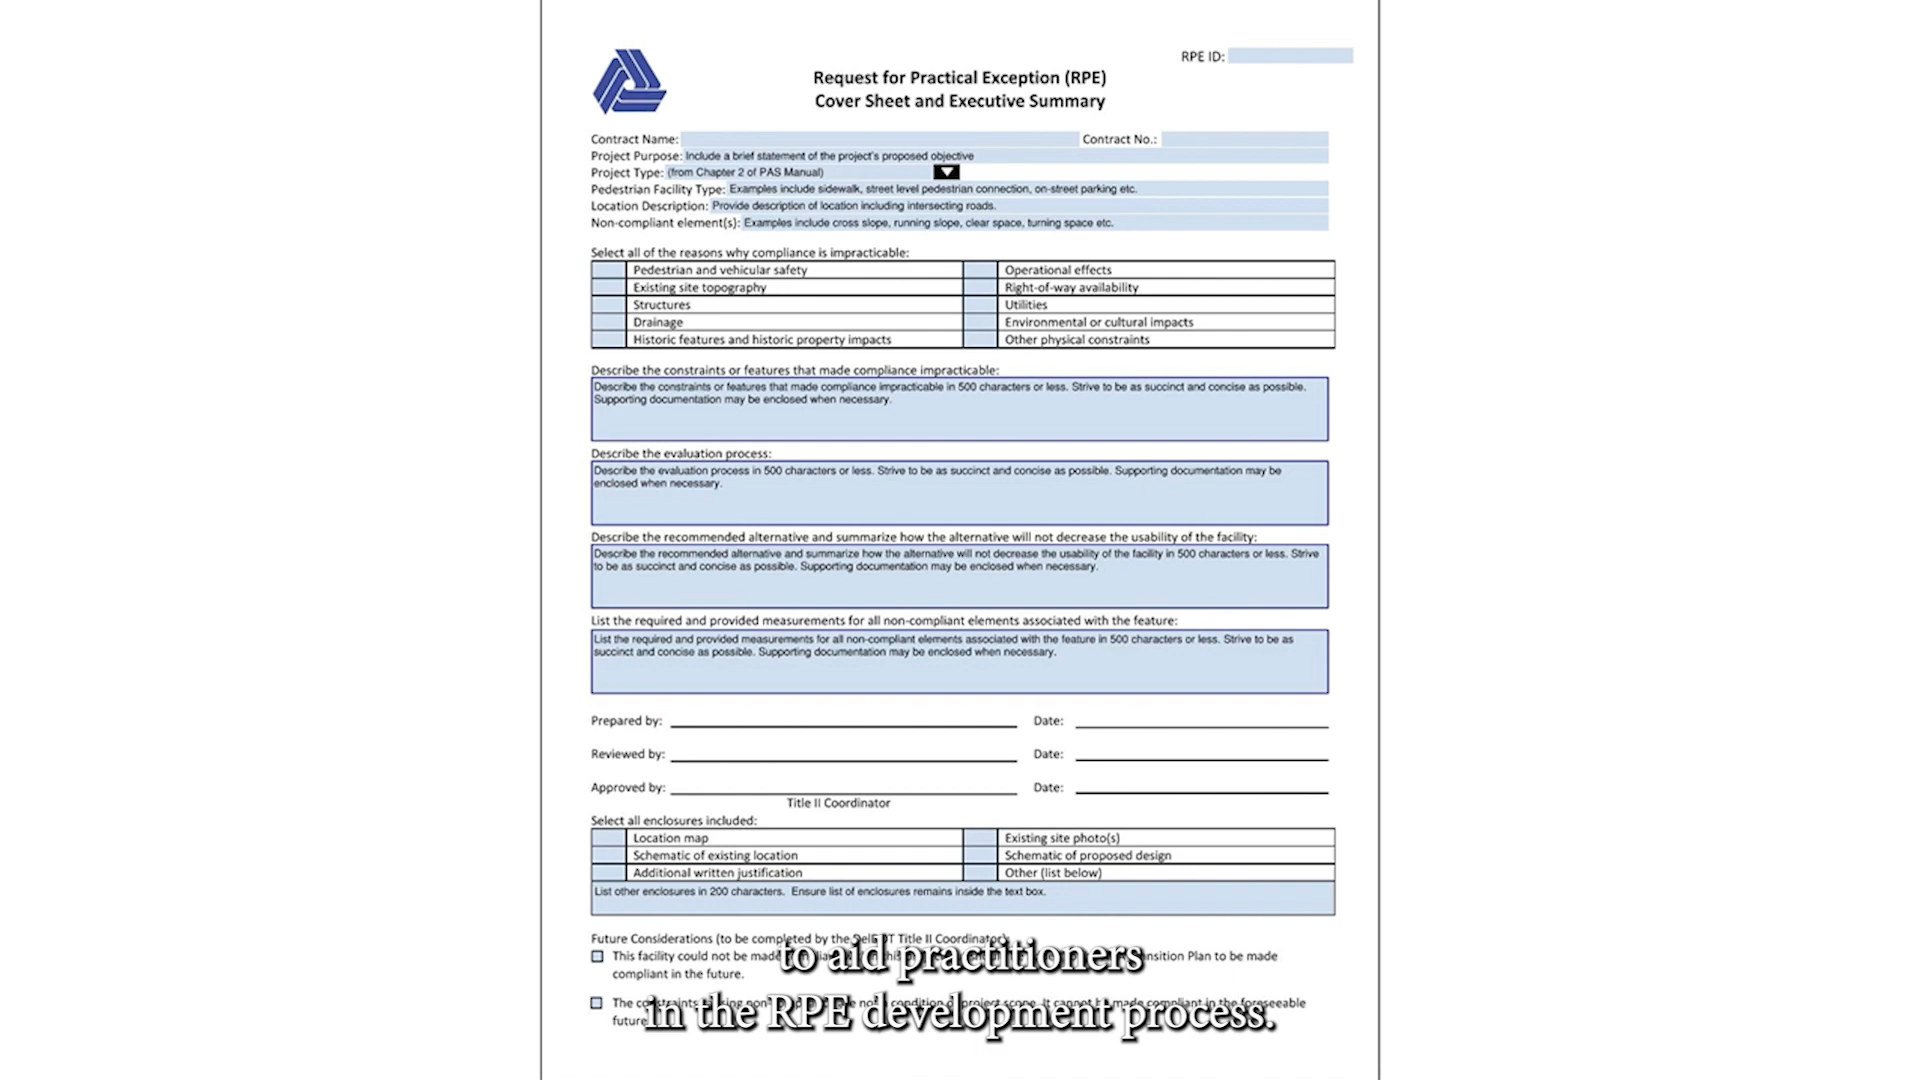 RPE ID:
Request for Practical Exception (RPE)
Cover Sheet and Executive Summary
Contract Name:
Contract No.:
Project Purpose: Include a brief statement of the project's proposed objective
Project Type: (from Chapter 2 of PAS Manual)
Pedestrian Facility Type: Examples include sidewalk, street level pedestrian connection, on-street parking etc.
Location Description: Provide description of location including intersecting roads.
Non-compliant element(s): Examples include cross slope, running slope, clear space, turning space etc.
Select all of the reasons why compliance is impracticable:
Pedestrian and vehicular safety
Operational effects
Existing site topography
Right-of-way availability
Structures
Utilities
Drainage
Environmental or cultural impacts
Historic features and historic property impacts
Other physical constraints
Describe the constraints or features that made compliance impracticable:
Describe the constraints or features that made compliance impracticable in 500 characters or less. Strive to be as succinct and concise as possible.
Supporting documentation may be enclosed when necessary.
Describe the evaluation process:
Describe the evaluation process in 500 characters or less. Strive to be as succinct and concise as possible. Supporting documentation may be
enclosed when necessary.
Describe the recommended alternative and summarize how the alternative will not decrease the usability of the facility:
Describe the recommended alternative and summarize how the alternative will not decrease the usability of the facility in 500 characters or less. Strive
to be as succinct and concise as possible. Supporting documentation may be enclosed when necessary.
List the required and provided measurements for all non-compliant elements associated with the feature:
List the required and provided measurements for all non-compliant elements associated with the feature in 500 characters or less. Strive to be as
succinct and concise as possible. Supporting documentation may be enclosed when necessary.
Prepared by:
Date:
Reviewed by:
Date:
Approved by:
Date:
Title II Coordinator
Select all enclosures included:
Location map
Existing site photo(s)
Schematic of existing location
Schematic of proposed design
Additional written justification
Other (list below)
List other enclosures in 200 characters. Ensure list of enclosures remains inside the text box.
Future Considerations (to be completed by the DelDOT Title II Coordinator)
This facility could not be made Plan to be made
compliant in the future.
The project scope. It cannot be made compliant in the foreseeable
future
to aid practitioners
in the RPE development process.